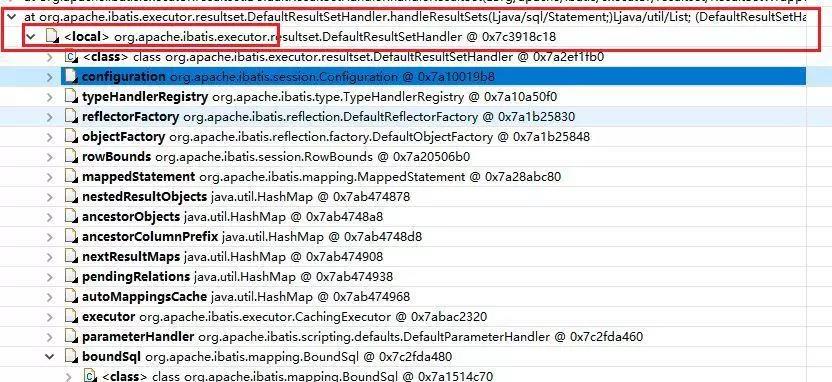 at org.apache.ibatis.executor.resultset.DefaultResultSetHandler.handleResultSets(Ljava/sql/Statement;)Ljava/util/List; (DefaultResultSetHa
<local> org.apache.ibatis.executor.resultset.DefaultResultSetHandler @ 0x7c3918c18
<class> class org.apache.ibatis.executor.resultset.DefaultResultSetHandler @ 0x7a2ef1fb0
configuration org.apache.ibatis.session.Configuration @ 0x7a10019b8
typeHandlerRegistry org.apache.ibatis.type.TypeHandlerRegistry @ 0x7a10a50f0
reflectorFactory org.apache.ibatis.reflection.DefaultReflectorFactory @ 0x7a1b25830
objectFactory org.apache.ibatis.reflection.factory.DefaultObjectFactory @ 0x7a1b25848
rowBounds org.apache.ibatis.session.RowBounds @ 0x7a20506b0
mappedStatement org.apache.ibatis.mapping.MappedStatement @ 0x7a28abc80
nestedResultObjects java.util.HashMap @ 0x7ab474878
ancestorObjects java.util.HashMap @ 0x7ab4748a8
ancestorColumnPrefix java.util.HashMap @ 0x7ab4748d8
nextResultMaps java.util.HashMap @ 0x7ab474908
pendingRelations java.util.HashMap @ 0x7ab474938
autoMappingsCache java.util.HashMap @ 0x7ab474968
executor org.apache.ibatis.executor.CachingExecutor @ 0x7abac2320
parameterHandler org.apache.ibatis.scripting.defaults.DefaultParameterHandler @ 0x7c2fda460
boundSql org.apache.ibatis.mapping.BoundSql @ 0x7c2fda480
<class> class org.apache.ibatis.mapping.BoundSql @ 0x7a1514c70